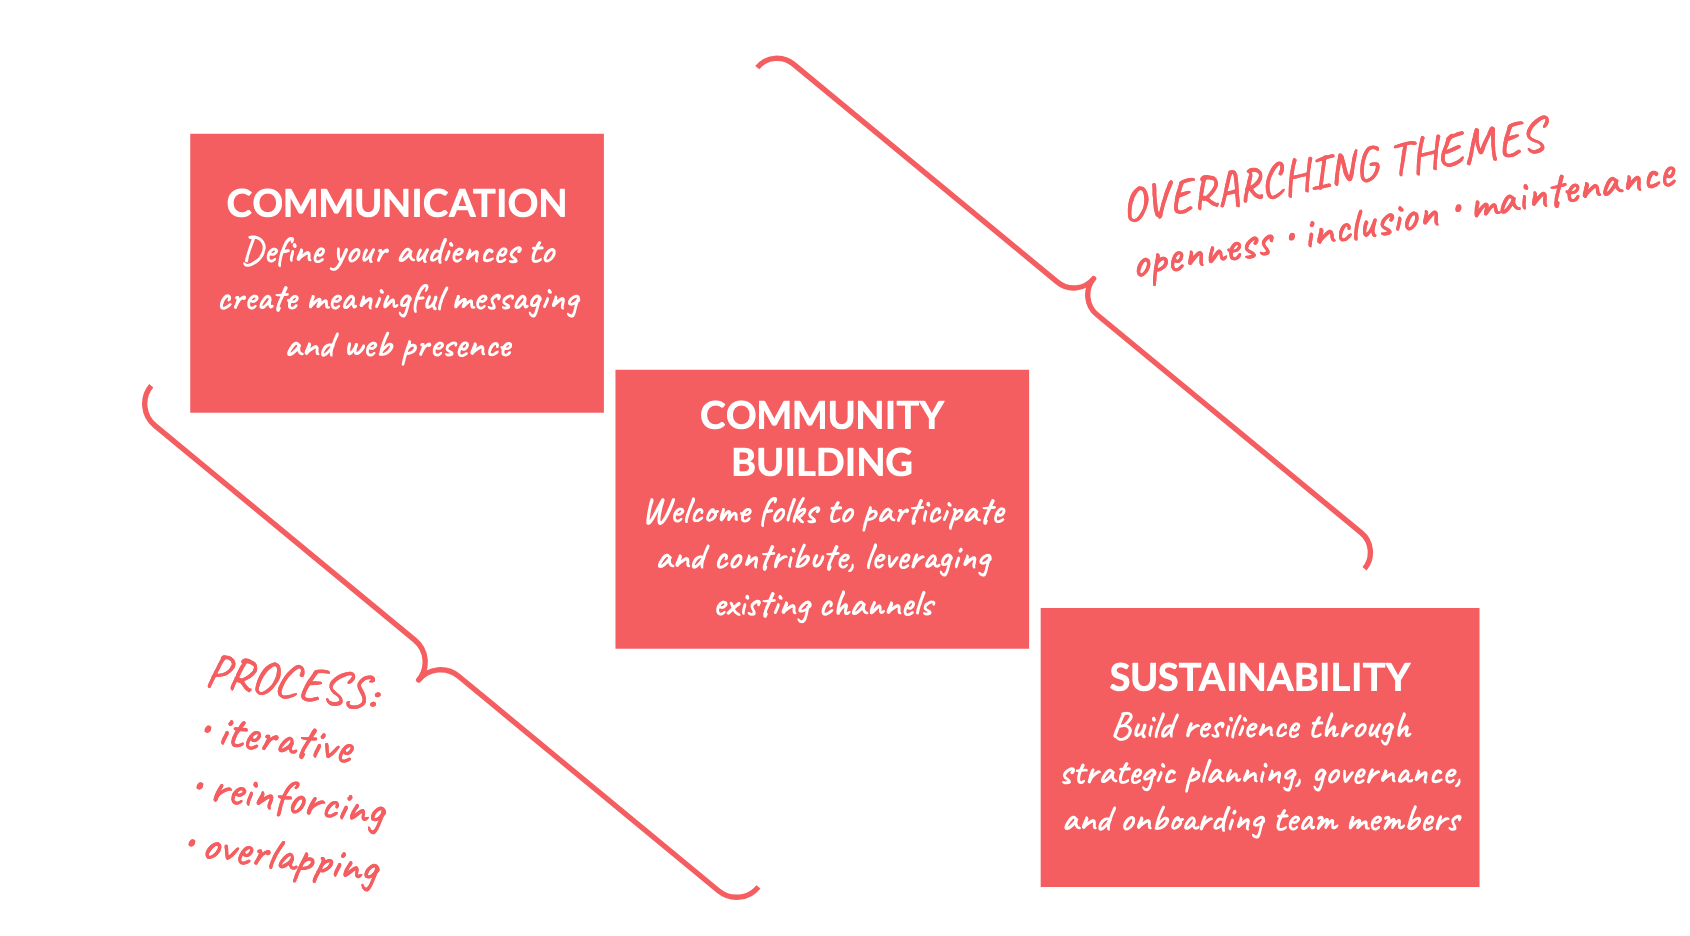 OVERARCHING THEMES
openness • inclusion • maintenance
COMMUNICATION
Define your audiences to
create meaningful messaging
and web presence
COMMUNITY
BUILDING
Welcome folks to participate
and contribute, leveraging
existing channels
SUSTAINABILITY
Build resilience through
strategic planning, governance,
and onboarding team members
PROCESS:
• iterative
• reinforcing
• overlapping